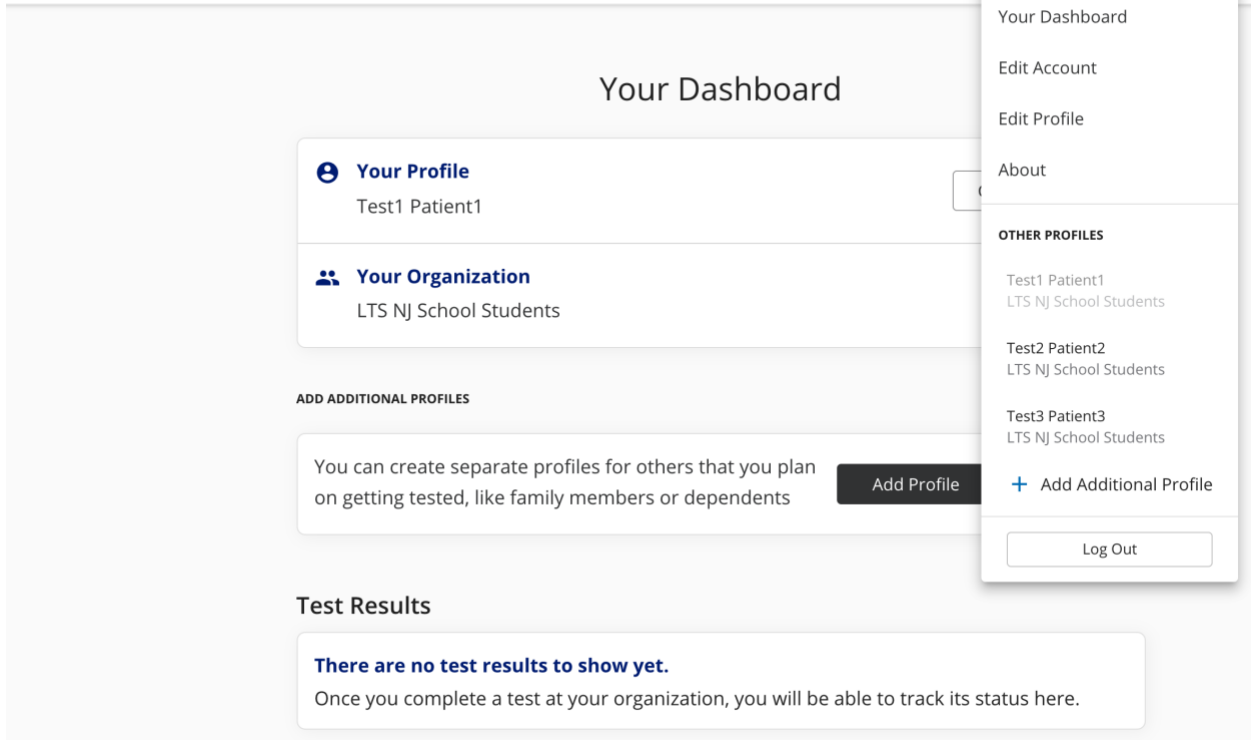 Your Dashboard
Your Profile
Test1 Patient1
Your Organization
LTS NJ School Students
ADD ADDITIONAL PROFILES
You can create separate profiles for others that you plan
on getting tested, like family members or dependents
Add Profile
Test Results
There are no test results to show yet.
Once you complete a test at your organization, you will be able to track its status here.
Your Dashboard
Edit Account
Edit Profile
About
OTHER PROFILES
Test1 Patient1
LTS NJ School Students
Test2 Patient2
LTS NJ School Students
Test3 Patient3
LTS NJ School Students
+ Add Additional Profile
Log Out